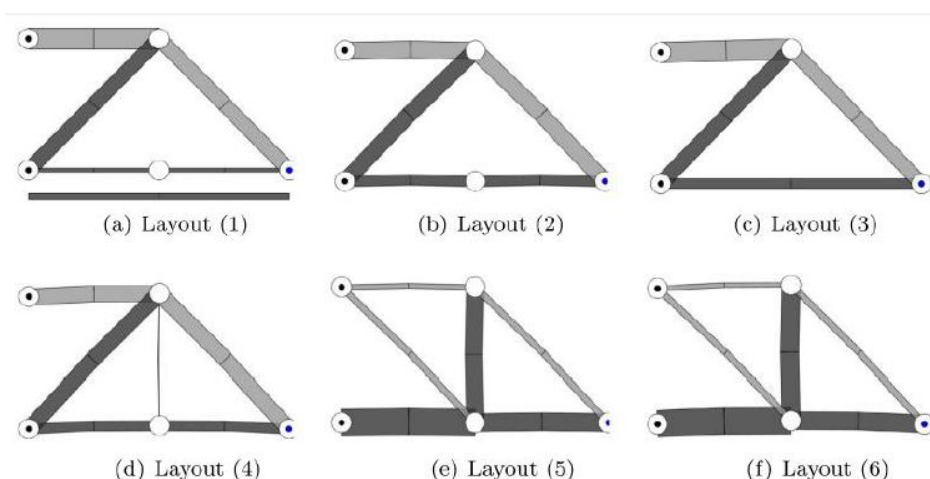 (a) Layout (1)
(b) Layout (2)
(c) Layout (3)
(d) Layout (4)
(e) Layout (5)
(f) Layout (6)